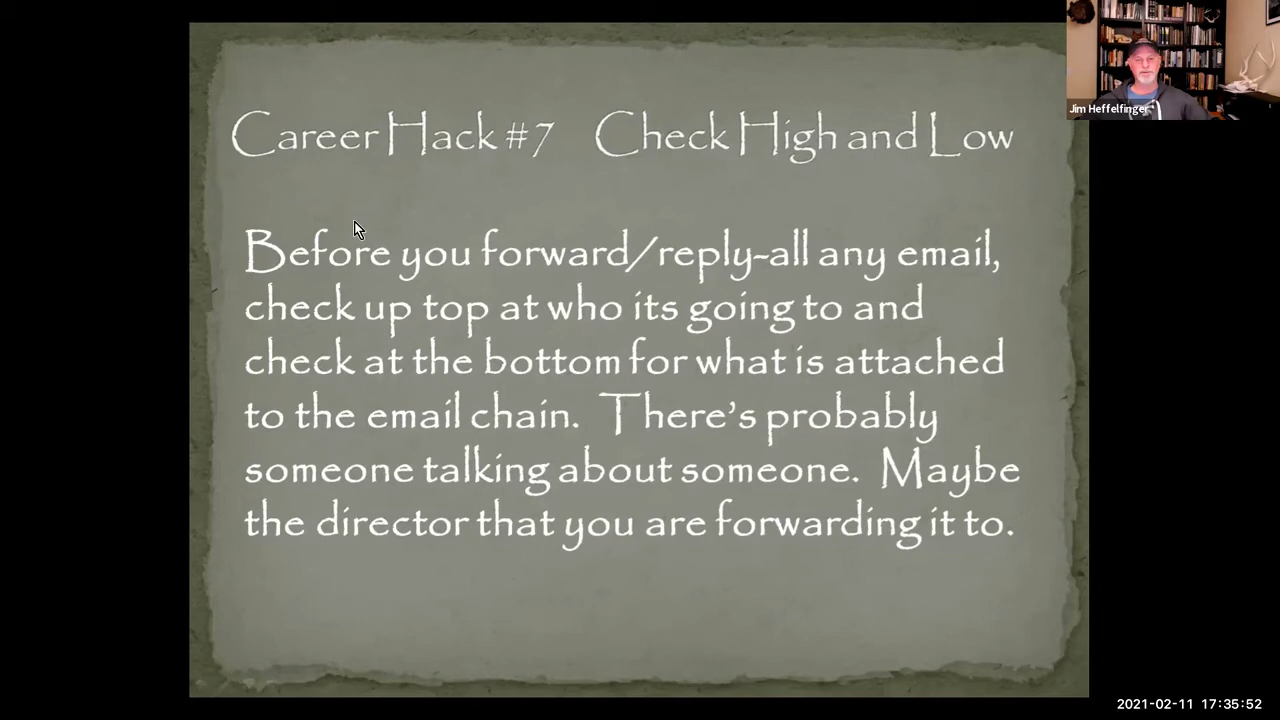 Career Hack #7 Check High and Low
Before you forward/reply-all any email,
check up top at who its going to and
check at the bottom for what is attached
to the email chain. There's probably
someone talking about someone. Maybe
the director that you are forwarding it to.
Jim Heffelfinger
2021-02-11 17:35:52